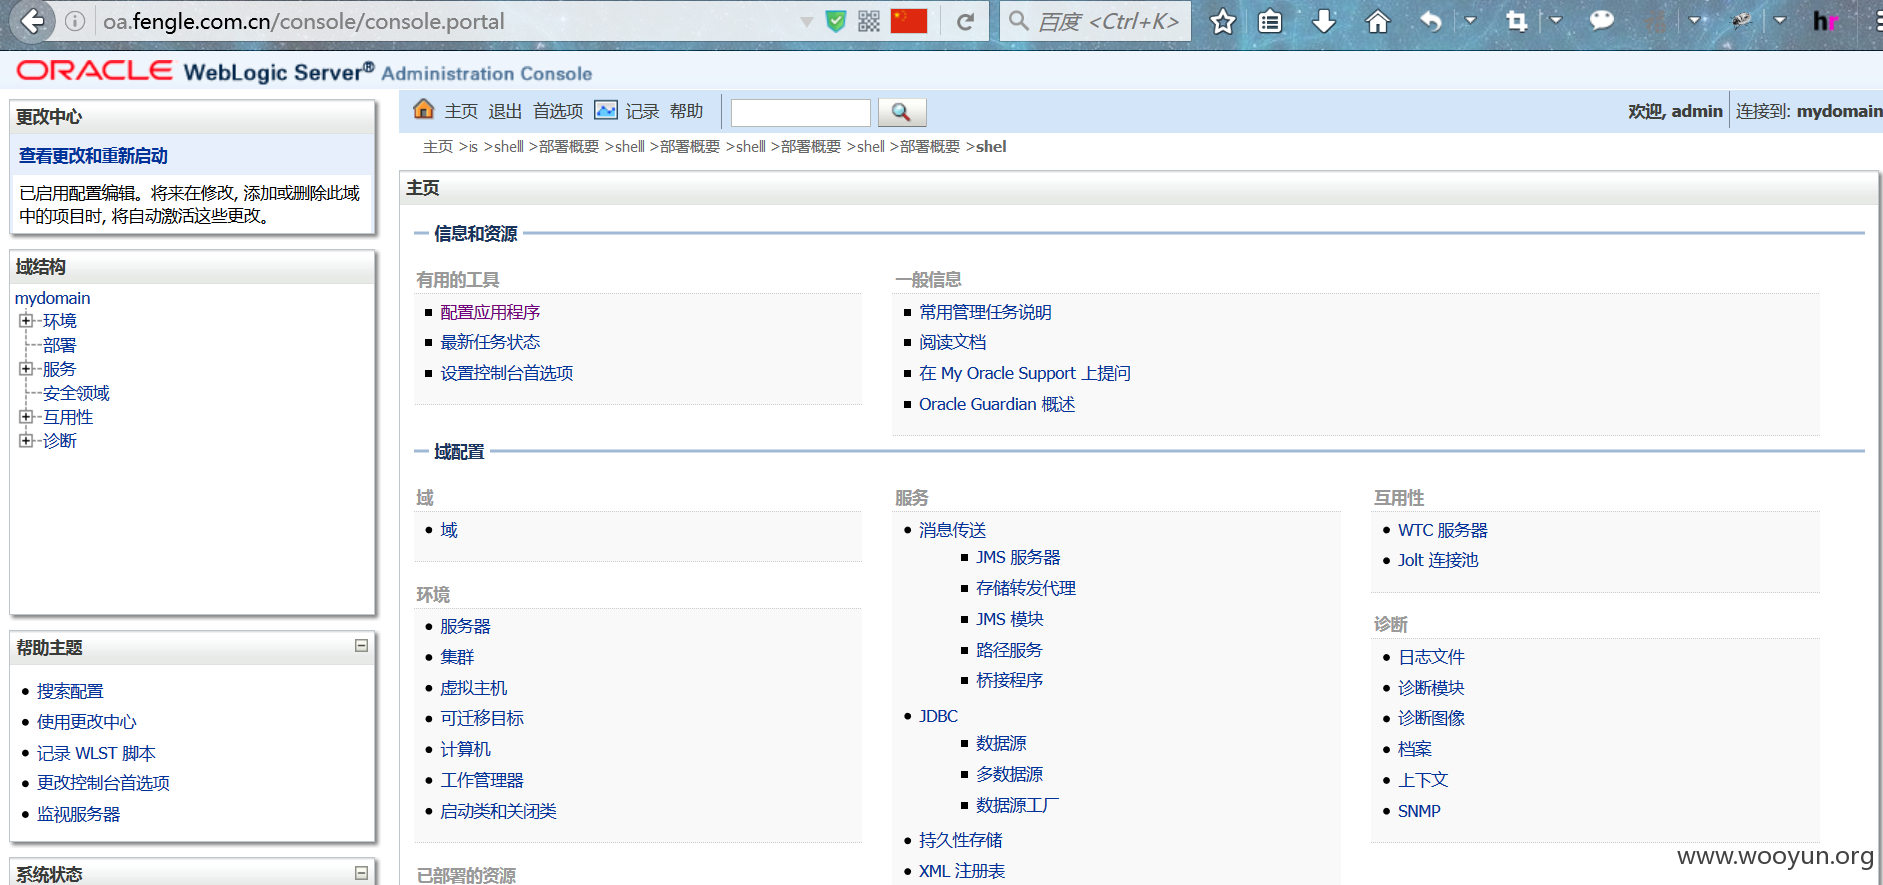 oa.fengle.com.cn/console/console.portal
百度 <Ctrl+K>
hr
ORACLE WebLogic Server® Administration Console
更改中心
查看更改和重新启动
已启用配置编辑。将来在修改, 添加或删除此域
中的项目时, 将自动激活这些更改。
域结构
mydomain
环境
部署
服务
安全领域
互用性
诊断
帮助主题
搜索配置
使用更改中心
记录 WLST 脚本
更改控制台首选项
监视服务器
系统状态
主页 退出 首选项 记录 帮助
欢迎, admin 连接到: mydomain
主页 >is >shelll >部署概要 >shelll >部署概要 >shelll >部署概要 >shell >部署概要 >shel
主页
信息和资源
有用的工具
配置应用程序
最新任务状态
设置控制台首选项
一般信息
常用管理任务说明
阅读文档
在 My Oracle Support 上提问
Oracle Guardian 概述
域配置
域
域
环境
服务器
集群
虚拟主机
可迁移目标
计算机
工作管理器
启动类和关闭类
已部署的资源
服务
消息传送
JMS 服务器
存储转发代理
JMS 模块
路径服务
桥接程序
JDBC
数据源
多数据源
数据源工厂
持久性存储
XML 注册表
互用性
WTC 服务器
Jolt 连接池
诊断
日志文件
诊断模块
诊断图像
档案
上下文
SNMP
www.wooyun.org